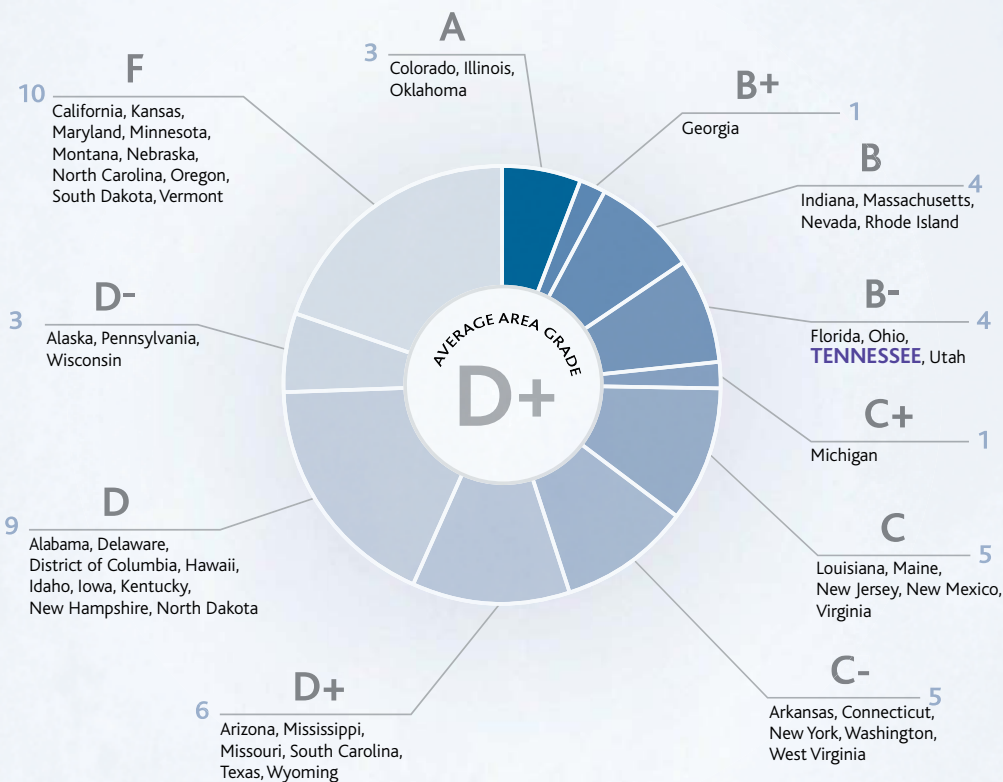 A
3
Colorado, Illinois,
Oklahoma
B+
1
Georgia
B
4
Indiana, Massachusetts,
Nevada, Rhode Island
B-
4
Florida, Ohio,
TENNESSEE, Utah
C+
1
Michigan
C
5
Louisiana, Maine,
New Jersey, New Mexico,
Virginia
C-
5
Arkansas, Connecticut,
New York, Washington,
West Virginia
D+
6
Arizona, Mississippi,
Missouri, South Carolina,
Texas, Wyoming
D
9
Alabama, Delaware,
District of Columbia, Hawaii,
Idaho, Iowa, Kentucky,
New Hampshire, North Dakota
D-
3
Alaska, Pennsylvania,
Wisconsin
F
10
California, Kansas,
Maryland, Minnesota,
Montana, Nebraska,
North Carolina, Oregon,
South Dakota, Vermont
AVERAGE AREA GRADE
D+